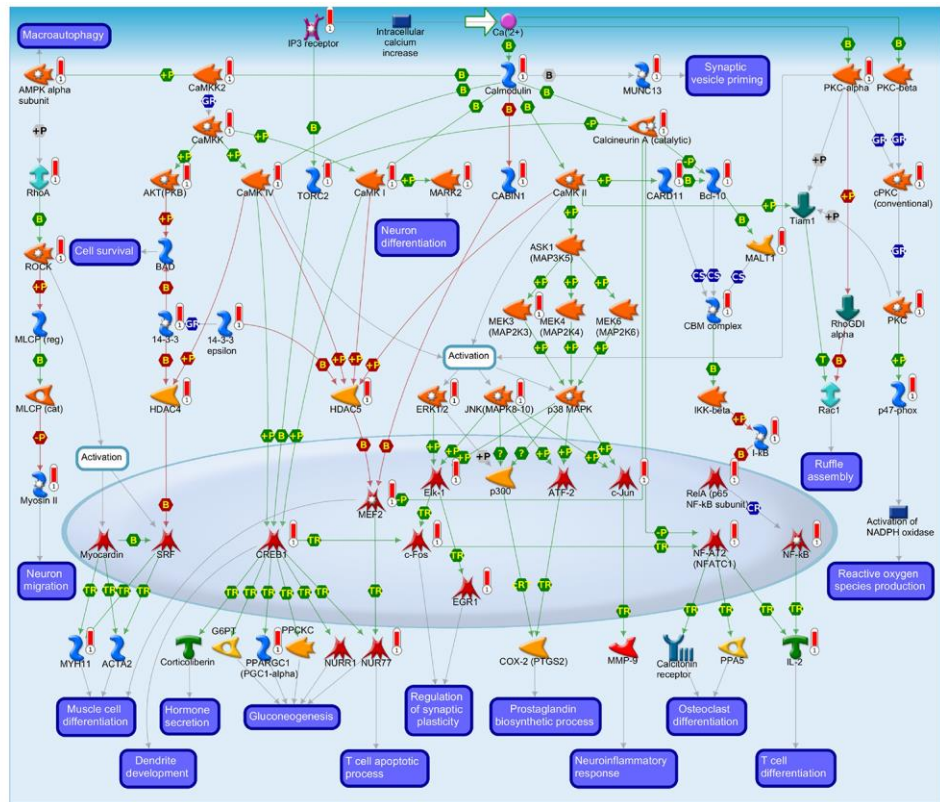 Macroautophagy
IP3 receptor
Intracellular
calcium
increase
Ca('2+)
AMPK alpha
subunit
CaMKK2
Calmodulin
MUNC13
Synaptic
vesicle priming
PKC-alpha
PKC-beta
CaMKK
Calcineurin A (catalytic)
RhoA
AKT(PKB)
CaMK IV
TORC2
CaMK I
MARK2
CABIN1
CaMK II
CARD11
Bcl-10
Tiam1
cPKC
(conventional)
Neuron
differentiation
Cell survival
ROCK
BAD
ASK1
(MAP3K5)
MALT1
MLCP (reg)
14-3-3
14-3-3
epsilon
MEK3
(MAP2K3)
MEK4
(MAP2K4)
MEK6
(MAP2K6)
CBM complex
RhoGDI
alpha
PKC
Activation
MLCP (cat)
HDAC4
HDAC5
ERK1/2
JNK(MAPK8-10)
p38 MAPK
IKK-beta
I-kB
Rac1
p47-phox
Activation
Myosin II
MEF2
Elk-1
p300
ATF-2
c-Jun
RelA (p65
NF-kB subunit)
Ruffle
assembly
Activation of
NADPH oxidase
Myocardin
SRF
CREB1
c-Fos
NF-AT2
(NFATC1)
NF-kB
Neuron
migration
EGR1
Reactive oxygen
species production
MYH11
ACTA2
Corticoliberin
G6PT
PPARGC1
(PGC1-alpha)
PPCKC
NURR1
NUR77
COX-2 (PTGS2)
MMP-9
Calcitonin
receptor
PPA5
IL-2
Muscle cell
differentiation
Hormone
secretion
Gluconeogenesis
Regulation
of synaptic
plasticity
Prostaglandin
biosynthetic process
Osteoclast
differentiation
Dendrite
development
T cell apoptotic
process
Neuroinflammatory
response
T cell
differentiation